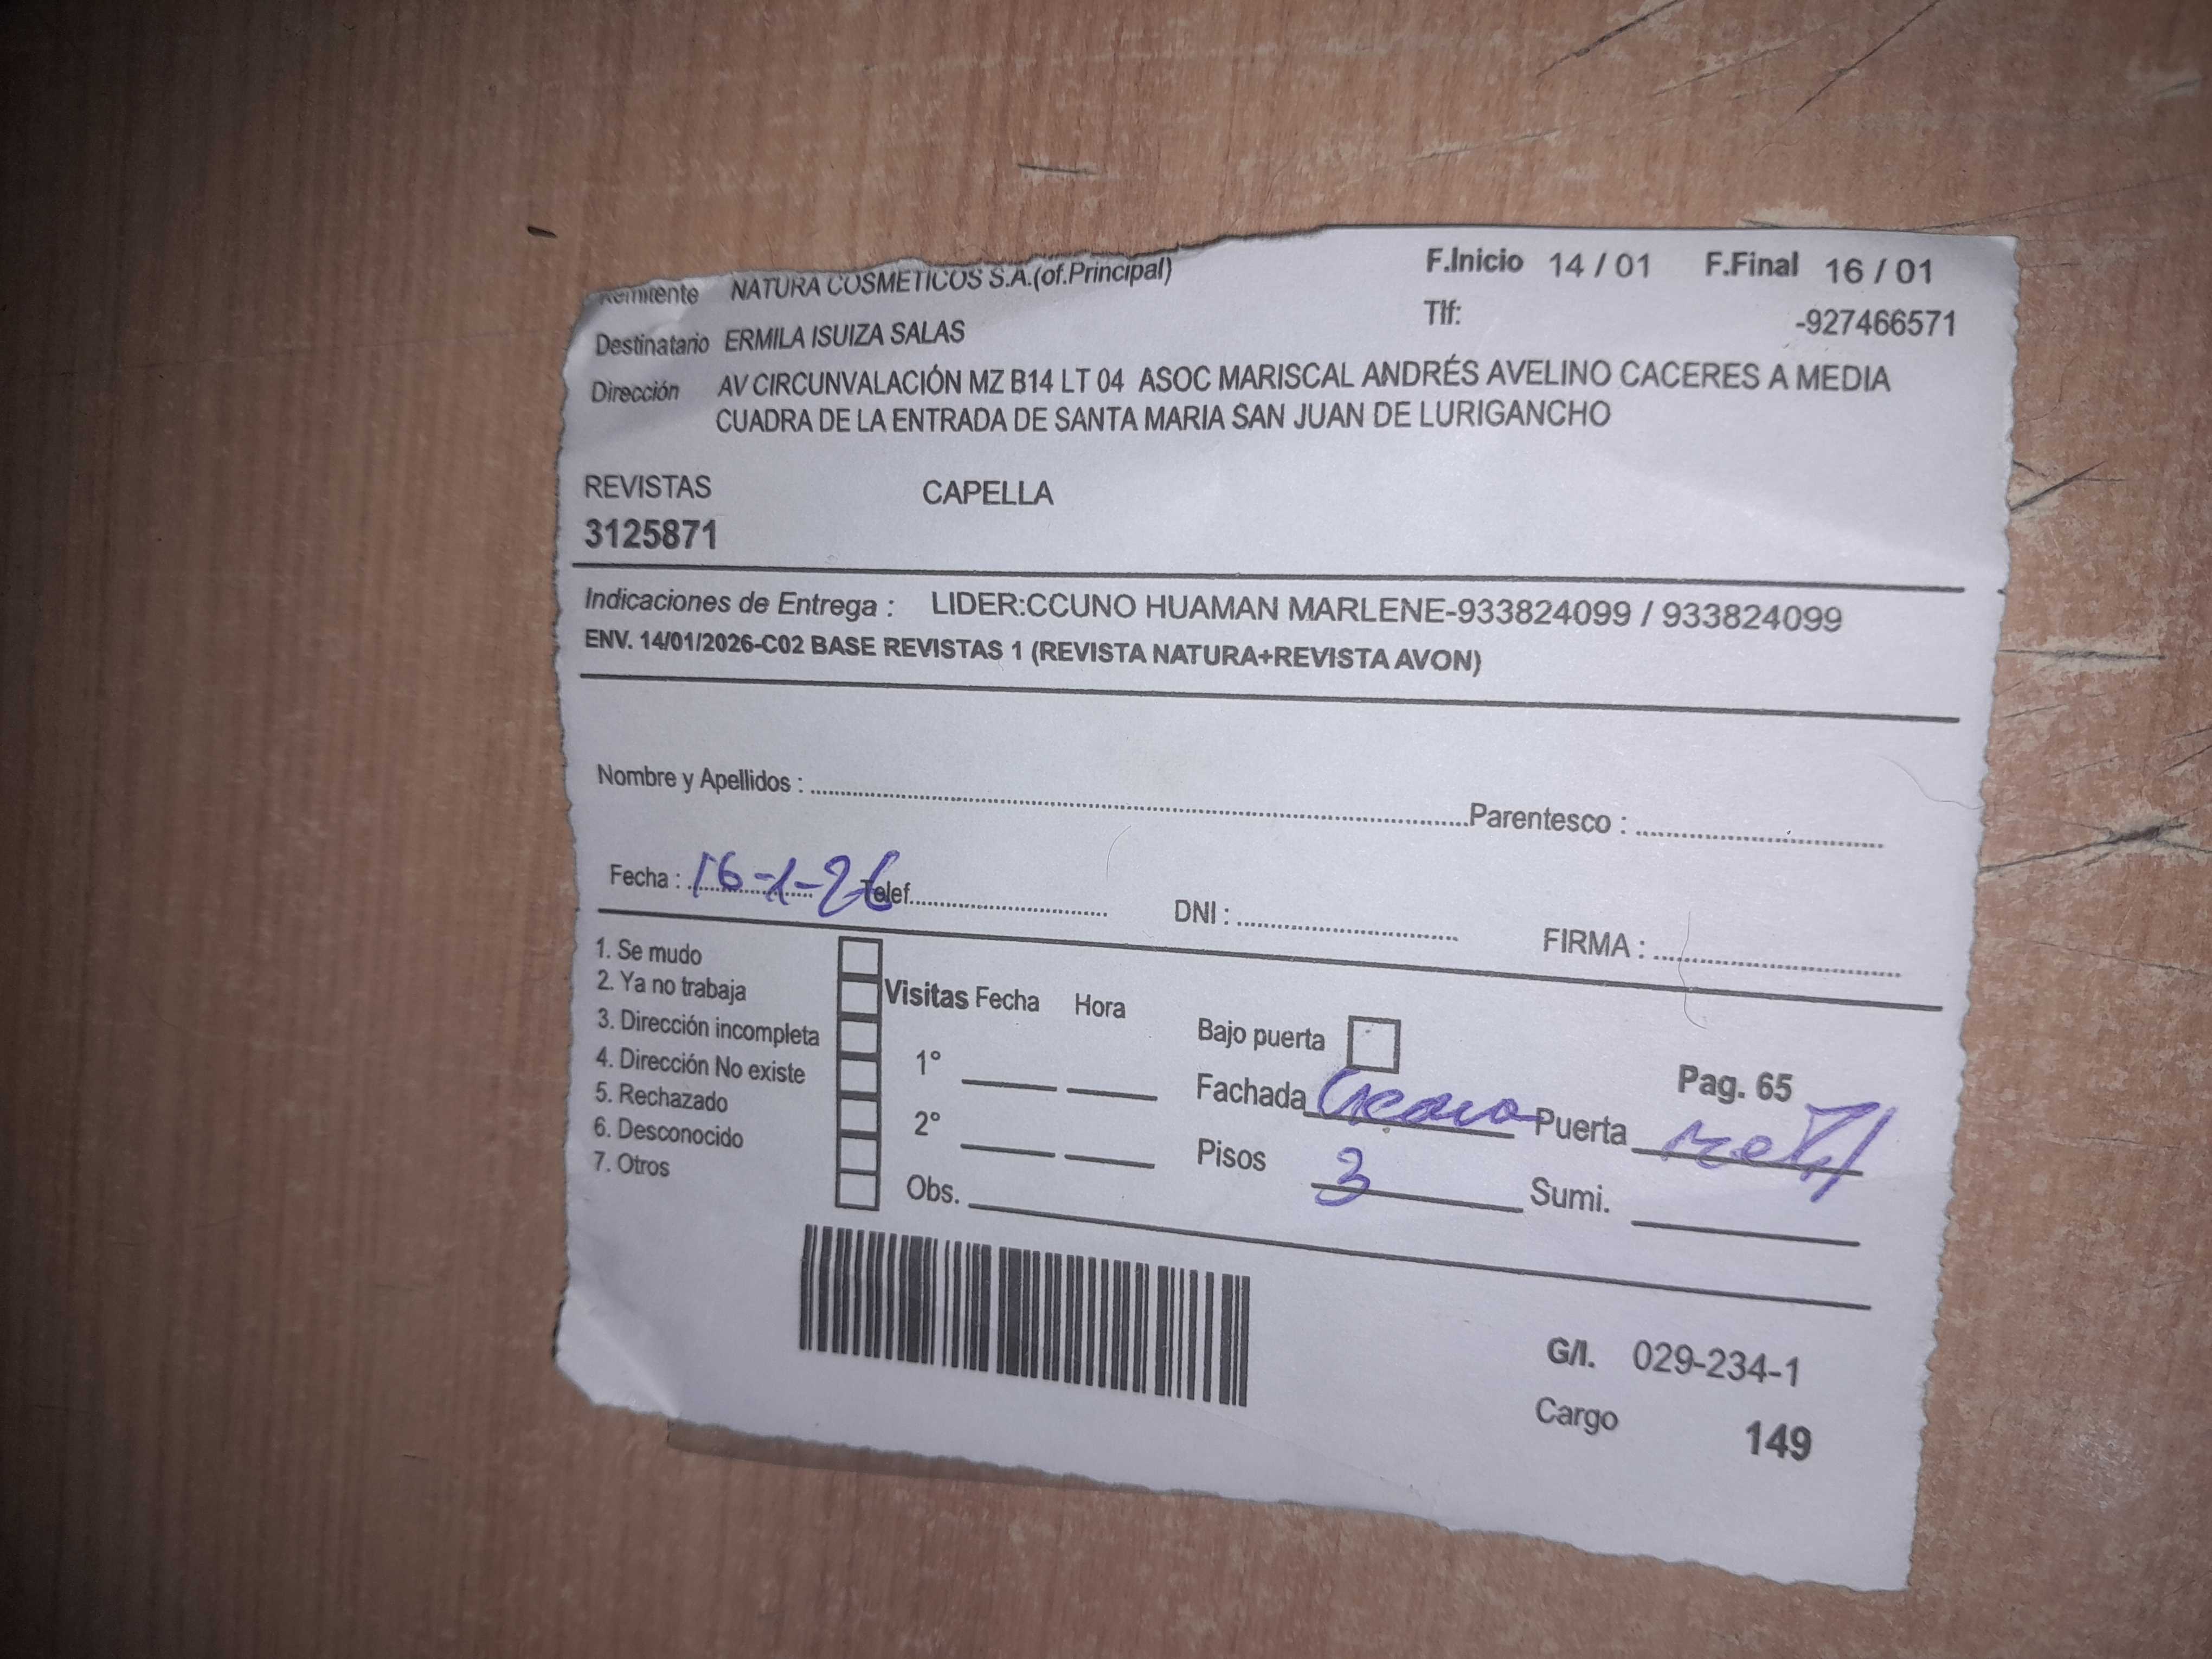 Remitente NATURA COSMETICOS S.A.(of.Principal) F.Inicio 14 / 01 F.Final 16 / 01
Destinatario ERMILA ISUIZA SALAS Tlf: -927466571
Dirección AV CIRCUNVALACIÓN MZ B14 LT 04 ASOC MARISCAL ANDRÉS AVELINO CACERES A MEDIA
CUADRA DE LA ENTRADA DE SANTA MARIA SAN JUAN DE LURIGANCHO
REVISTAS CAPELLA
3125871
Indicaciones de Entrega : LIDER:CCUNO HUAMAN MARLENE-933824099 / 933824099
ENV. 14/01/2026-C02 BASE REVISTAS 1 (REVISTA NATURA+REVISTA AVON)
Nombre y Apellidos : Parentesco :
Fecha : 16-1-26 Telef. DNI : FIRMA :
1. Se mudo
2. Ya no trabaja Visitas Fecha Hora
3. Dirección incompleta Bajo puerta
4. Dirección No existe 1° Pag. 65
5. Rechazado Fachada Puerta
6. Desconocido 2° Pisos 3
7. Otros Obs. Sumi.
G/I. 029-234-1
Cargo 149